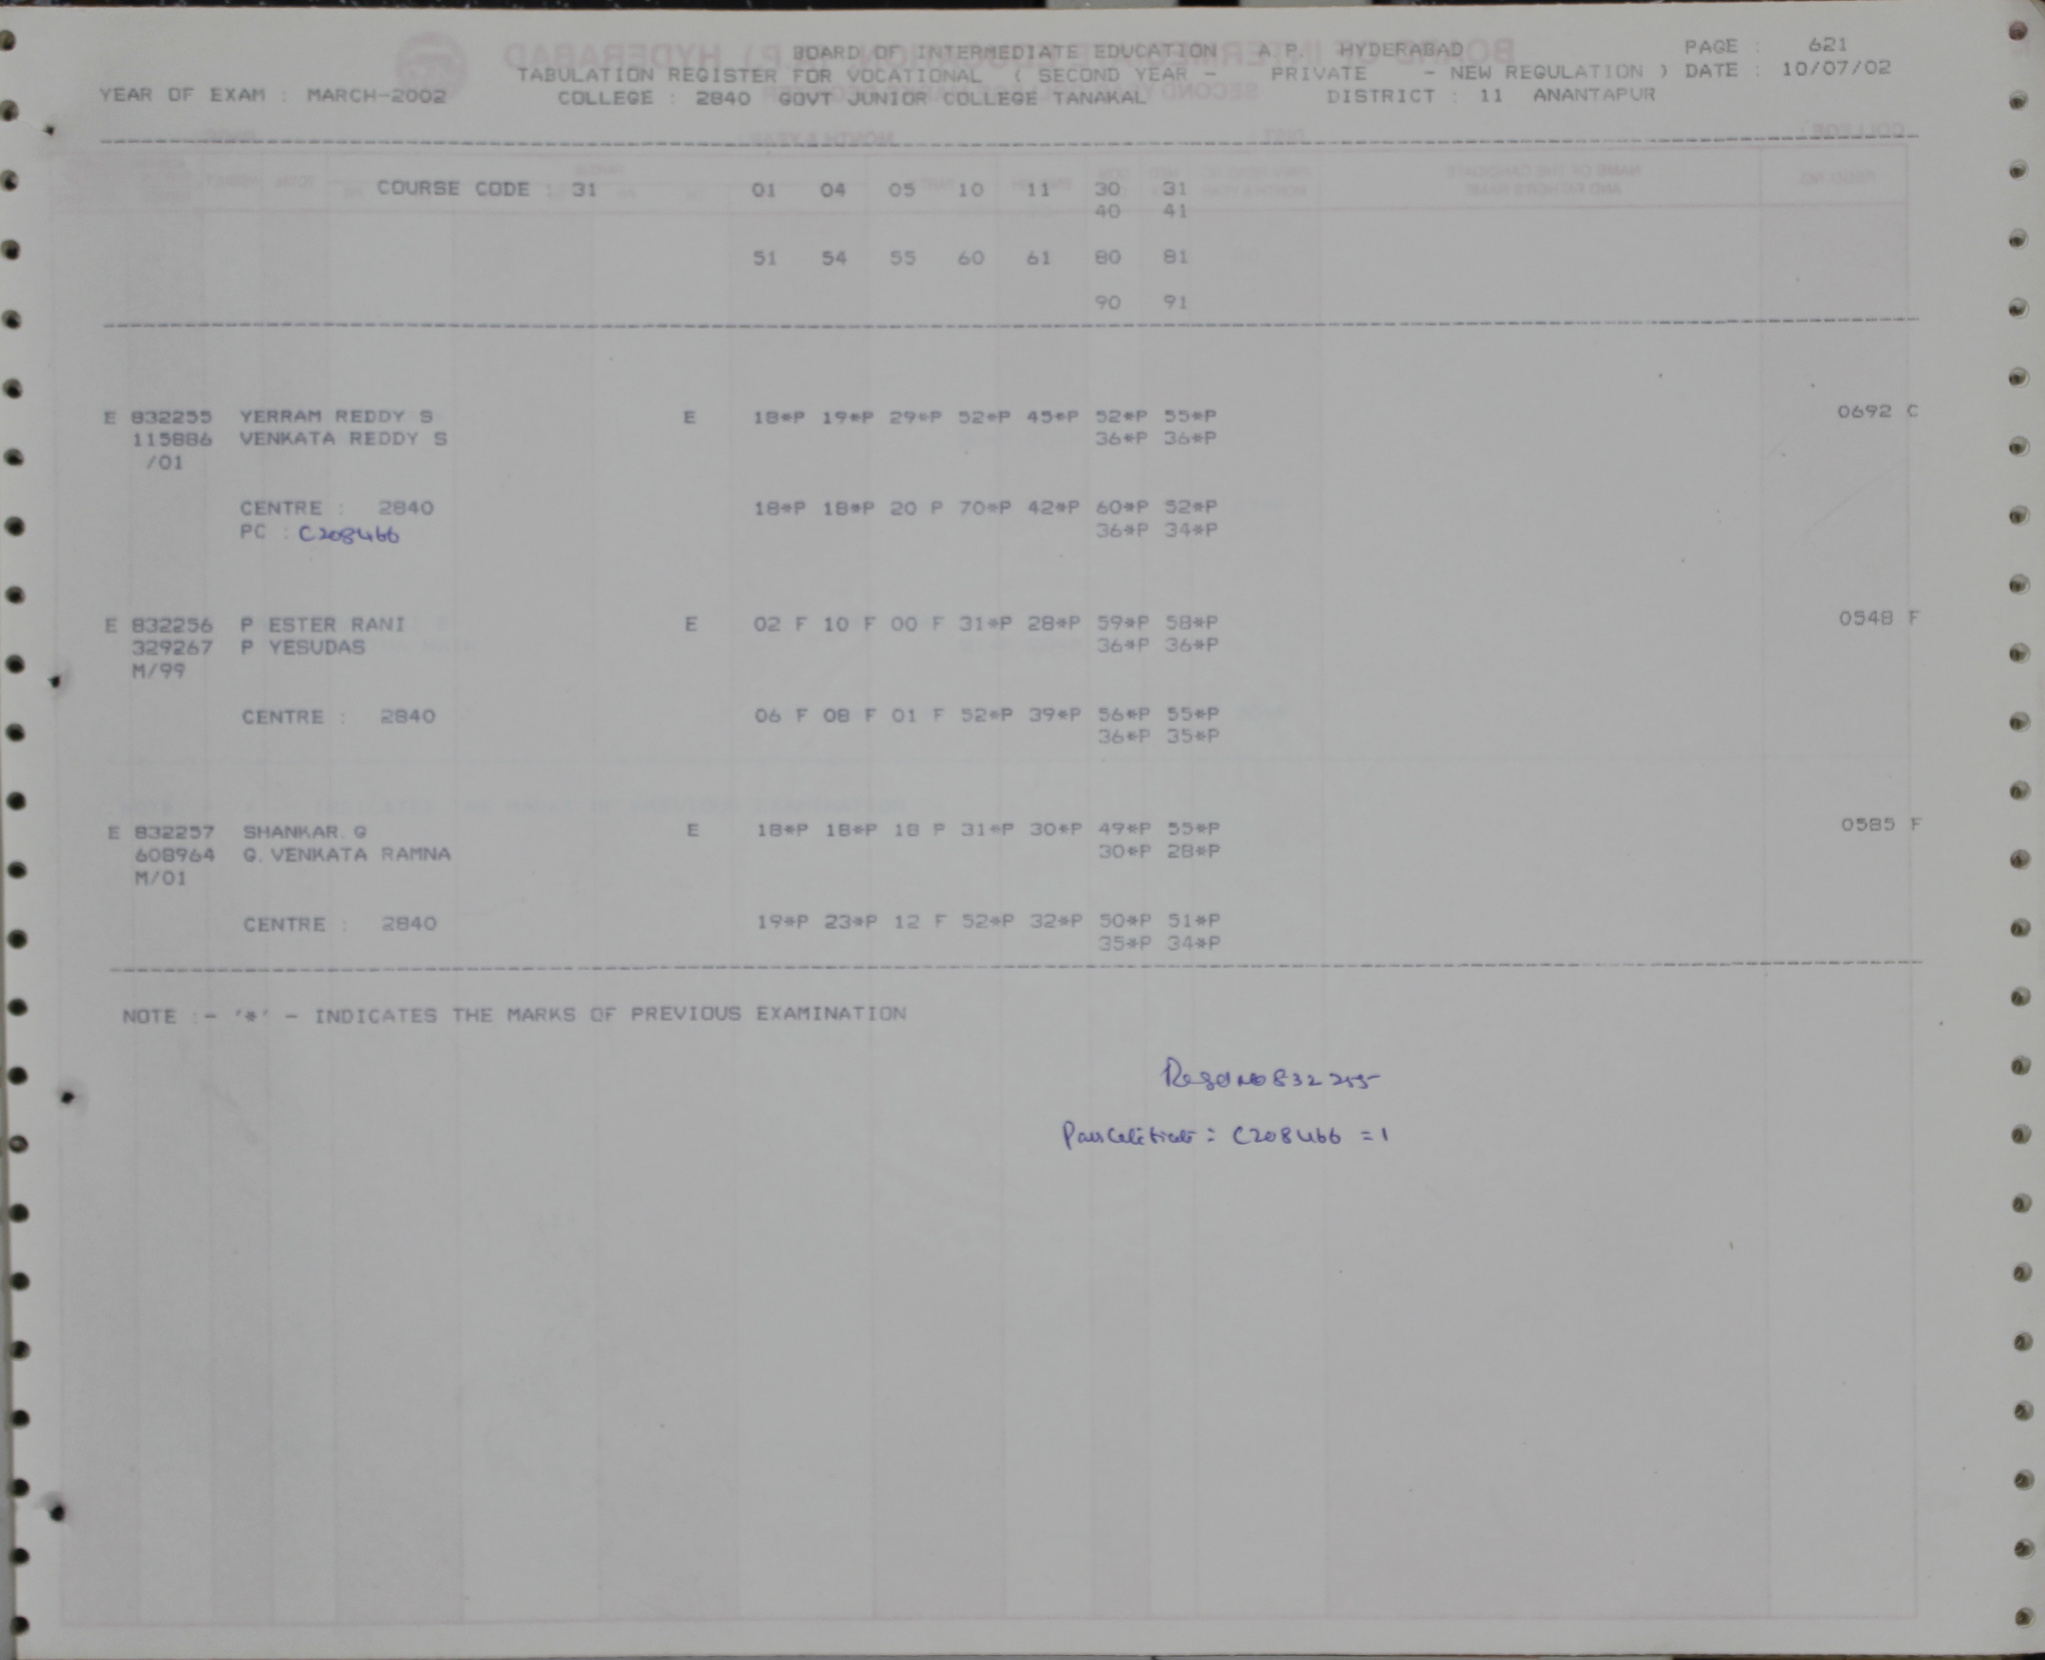 BOARD OF INTERMEDIATE EDUCATION A.P. HYDERABAD PAGE : 621
TABULATION REGISTER FOR VOCATIONAL ( SECOND YEAR - PRIVATE - NEW REGULATION ) DATE : 10/07/02
YEAR OF EXAM : MARCH-2002 COLLEGE : 2840 GOVT JUNIOR COLLEGE TANAKAL DISTRICT : 11 ANANTAPUR
COURSE CODE : 31 01 04 05 10 11 30 31
40 41
51 54 55 60 61 80 81
90 91
E 832255 YERRAM REDDY S E 18*P 19*P 29*P 52*P 45*P 52*P 55*P 0692 C
115886 VENKATA REDDY S 36*P 36*P
/01
CENTRE : 2840 18*P 18*P 20 P 70*P 42*P 60*P 52*P
PC : C208466 36*P 34*P
E 832256 P ESTER RANI E 02 F 10 F 00 F 31*P 28*P 59*P 58*P 0548 F
329267 P YESUDAS 36*P 36*P
M/99
CENTRE : 2840 06 F 08 F 01 F 52*P 39*P 56*P 55*P
36*P 35*P
E 832257 SHANKAR.G E 18*P 18*P 18 P 31*P 30*P 49*P 55*P 0585 F
608964 G.VENKATA RAMNA 30*P 28*P
M/01
CENTRE : 2840 19*P 23*P 12 F 52*P 32*P 50*P 51*P
35*P 34*P
NOTE :- '*' - INDICATES THE MARKS OF PREVIOUS EXAMINATION
Regd no 832255
Pass Certificate : C208466 = 1